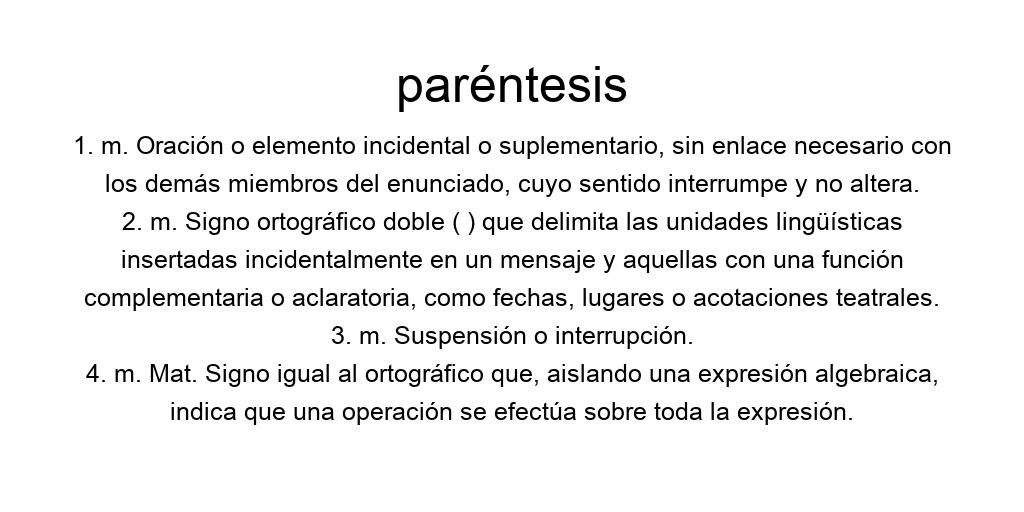 paréntesis
1. m. Oración o elemento incidental o suplementario, sin enlace necesario con
los demás miembros del enunciado, cuyo sentido interrumpe y no altera.
2. m. Signo ortográfico doble ( ) que delimita las unidades lingüísticas
insertadas incidentalmente en un mensaje y aquellas con una función
complementaria o aclaratoria, como fechas, lugares o acotaciones teatrales.
3. m. Suspensión o interrupción.
4. m. Mat. Signo igual al ortográfico que, aislando una expresión algebraica,
indica que una operación se efectúa sobre toda la expresión.